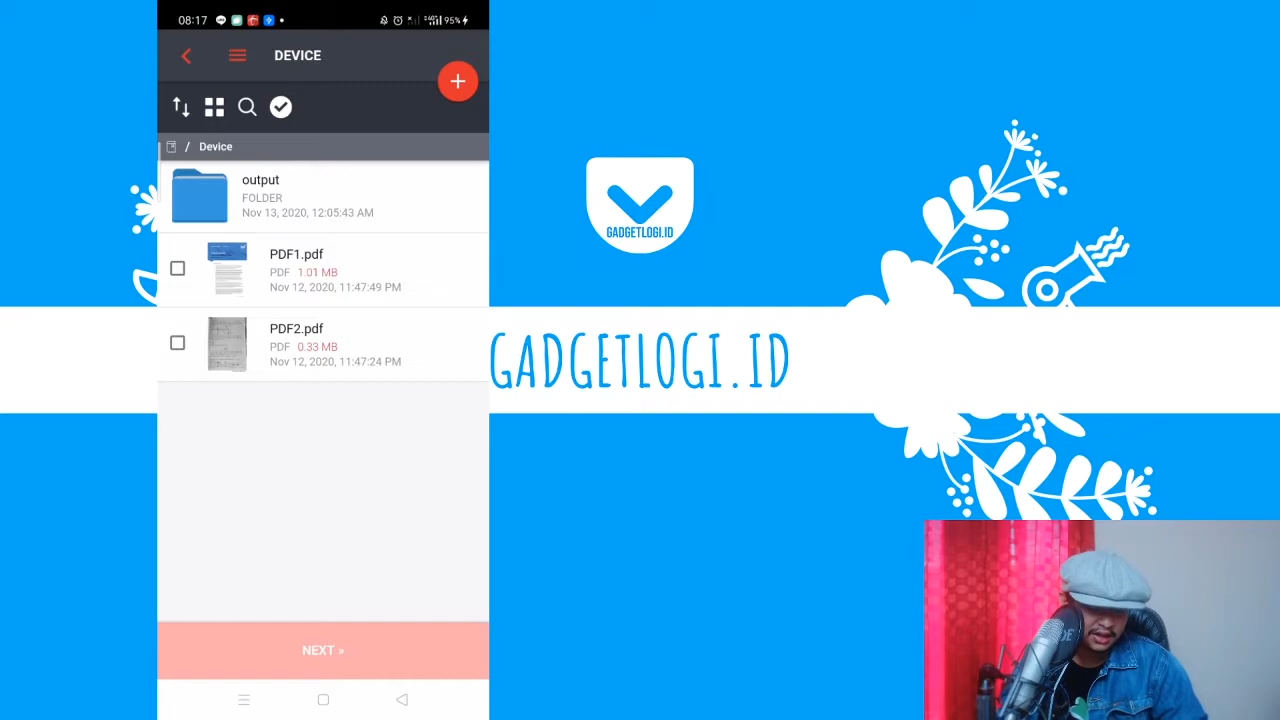 08:17
95%
DEVICE
+
/ Device
output
FOLDER
Nov 13, 2020, 12:05:43 AM
PDF1.pdf
PDF 1.01 MB
Nov 12, 2020, 11:47:49 PM
PDF2.pdf
PDF 0.33 MB
Nov 12, 2020, 11:47:24 PM
NEXT »
GADGETLOGI.ID
GADGETLOGI.ID